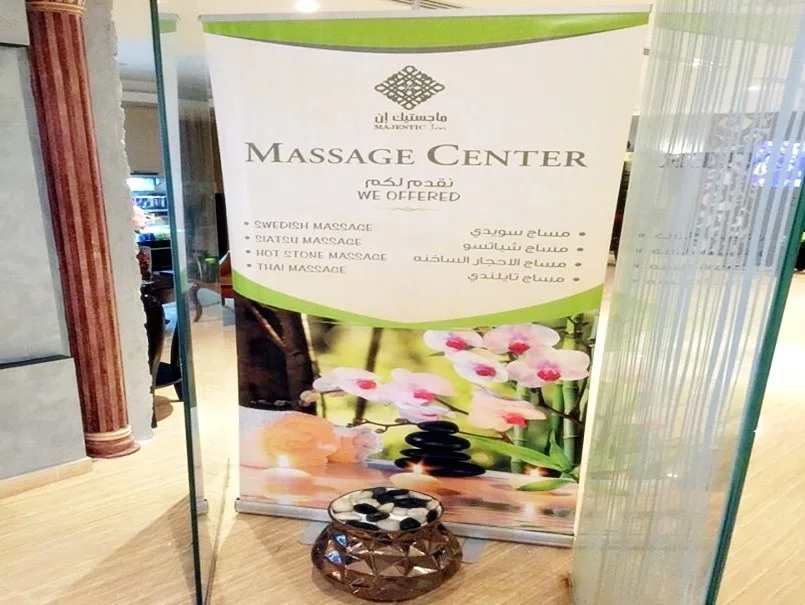 ماجستيك إن
MAJESTIC Inn
MASSAGE CENTER
نقدم لكم
WE OFFERED
• SWEDISH MASSAGE
• SIATSU MASSAGE
• HOT STONE MASSAGE
• THAI MASSAGE
• مساج سويدي
• مساج شياتسو
• مساج الاحجار الساخنه
• مساج تايلندي